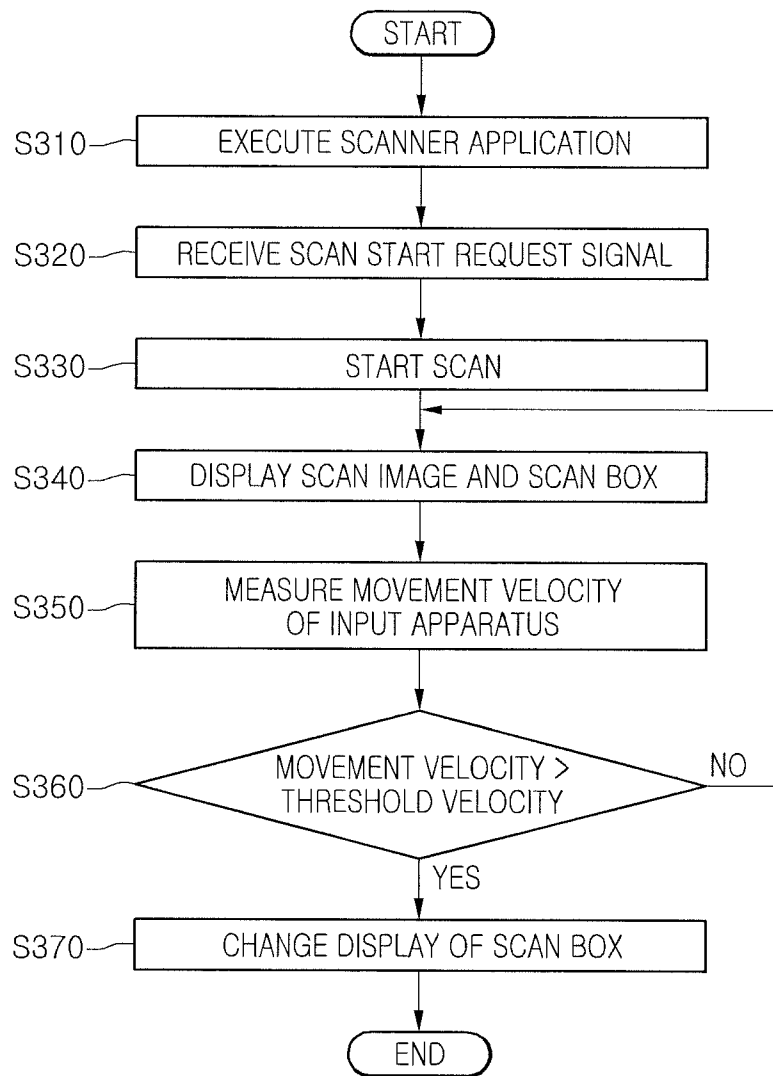 START
S310
EXECUTE SCANNER APPLICATION
S320
RECEIVE SCAN START REQUEST SIGNAL
S330
START SCAN
S340
DISPLAY SCAN IMAGE AND SCAN BOX
S350
MEASURE MOVEMENT VELOCITY
OF INPUT APPARATUS
S360
MOVEMENT VELOCITY >
THRESHOLD VELOCITY
NO
YES
S370
CHANGE DISPLAY OF SCAN BOX
END